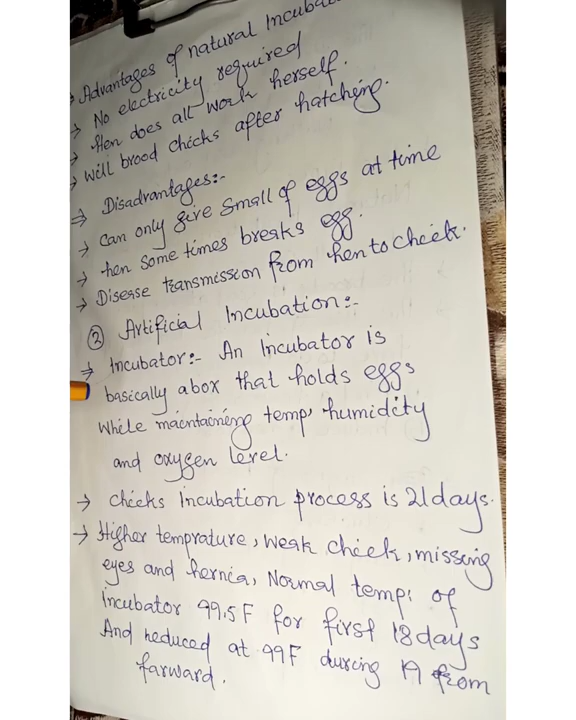 → Advantages of natural Incuba
→ No electricity required
→ Hen does all work herself.
→ Will brood chicks after hatching.
⇒ Disadvantages:-
→ Can only give small of eggs at time
→ hen some times breaks egg.
→ Disease transmission from hen to chick.
② Artificial Incubation:-
⇒ Incubator:- An Incubator is
basically a box that holds eggs
While maintaining temp, humidity
and oxygen level.
→ chicks Incubation process is 21 days.
→ Higher temprature, weak chick, missing
eyes and hernia, Normal temp: of
incubator 99.5 F for first 18 days
And reduced at 99 F during 19 from
farward.